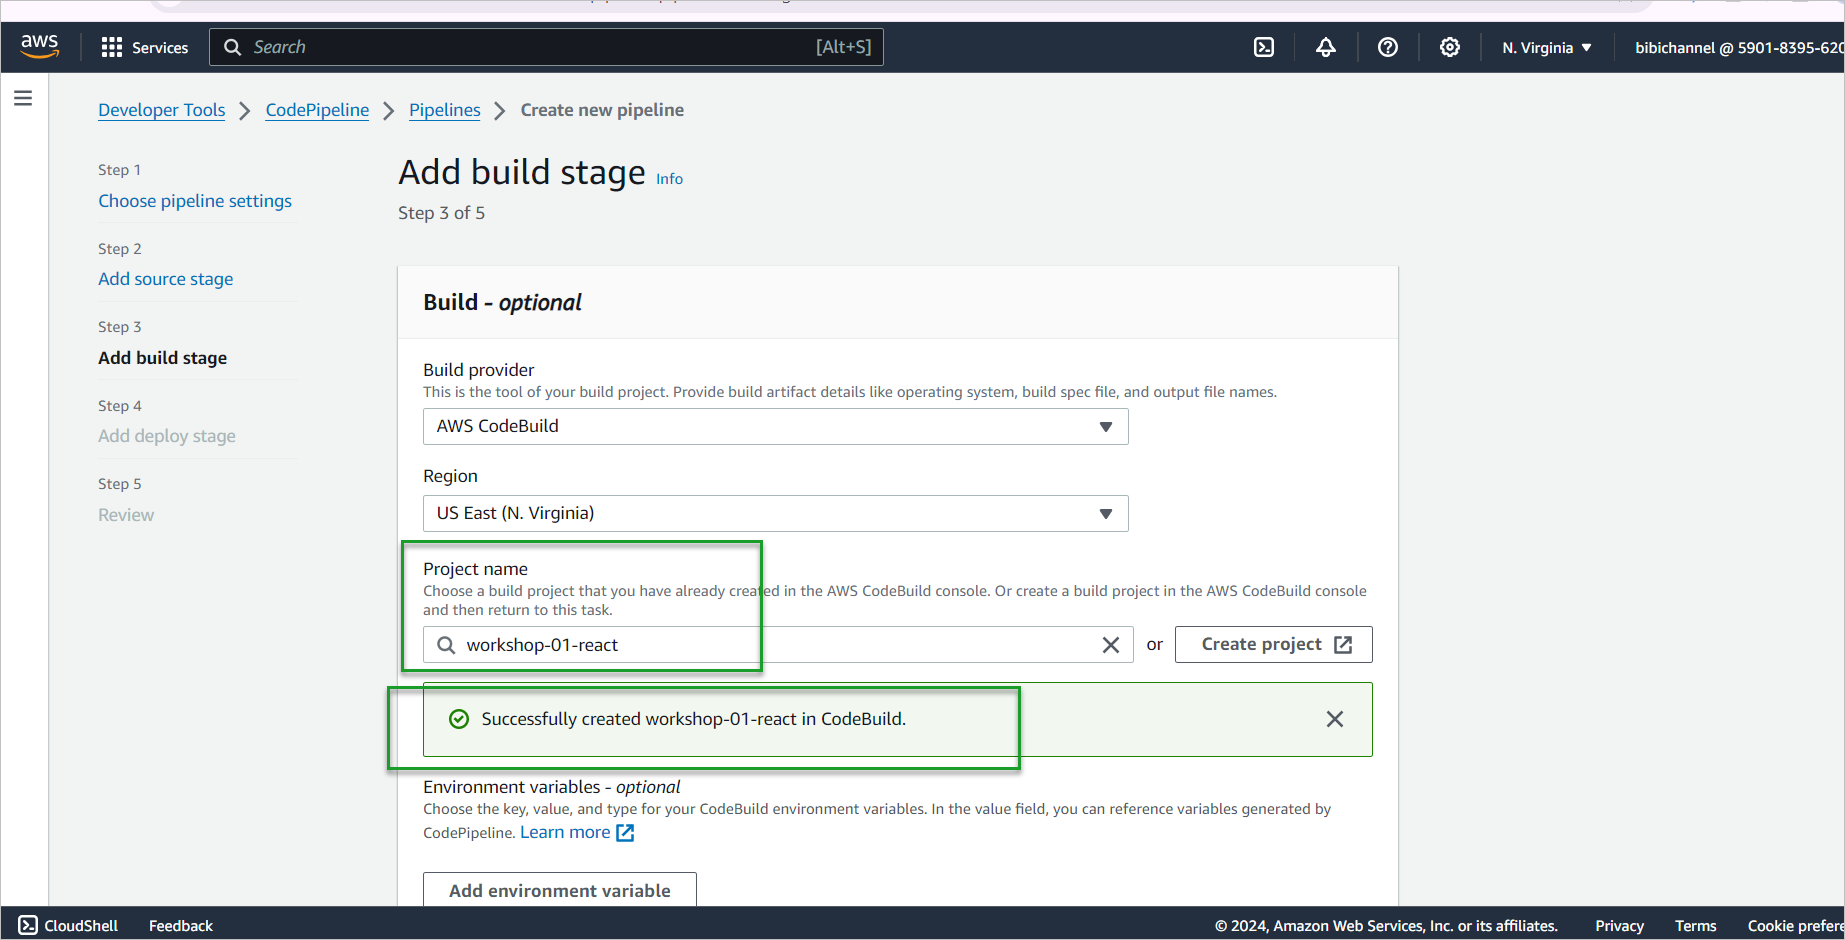 aws
Services
Search
[Alt+S]
N. Virginia
bibichannel @ 5901-8395-620
Developer Tools
CodePipeline
Pipelines
Create new pipeline
Step 1
Choose pipeline settings
Step 2
Add source stage
Step 3
Add build stage
Step 4
Add deploy stage
Step 5
Review
Add build stage Info
Step 3 of 5
Build - optional
Build provider
This is the tool of your build project. Provide build artifact details like operating system, build spec file, and output file names.
AWS CodeBuild
Region
US East (N. Virginia)
Project name
Choose a build project that you have already created in the AWS CodeBuild console. Or create a build project in the AWS CodeBuild console
and then return to this task.
workshop-01-react
or
Create project
Successfully created workshop-01-react in CodeBuild.
Environment variables - optional
Choose the key, value, and type for your CodeBuild environment variables. In the value field, you can reference variables generated by
CodePipeline. Learn more
Add environment variable
CloudShell
Feedback
© 2024, Amazon Web Services, Inc. or its affiliates.
Privacy
Terms
Cookie prefere